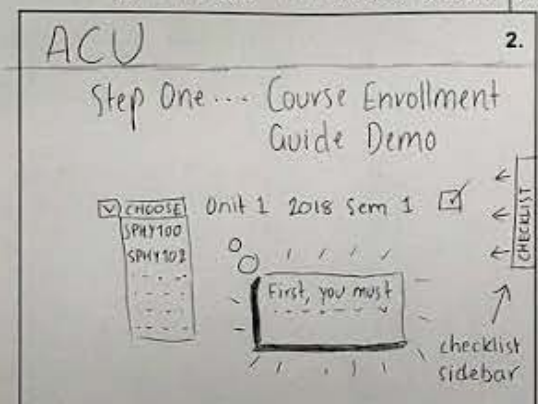 ACU
2.
Step One.... Course Enrollment
Guide Demo
CHOOSE Unit 1 2018 Sem 1
SPHY100
SPHY102
First, you must
CHECKLIST
checklist
sidebar